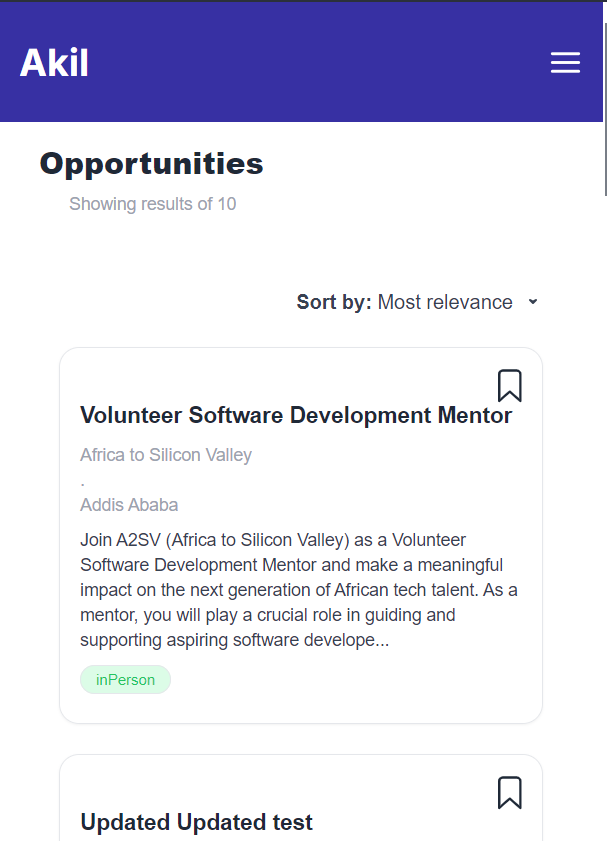 Akil
Opportunities
Showing results of 10
Sort by: Most relevance
Volunteer Software Development Mentor
Africa to Silicon Valley
.
Addis Ababa
Join A2SV (Africa to Silicon Valley) as a Volunteer
Software Development Mentor and make a meaningful
impact on the next generation of African tech talent. As a
mentor, you will play a crucial role in guiding and
supporting aspiring software develope...
inPerson
Updated Updated test